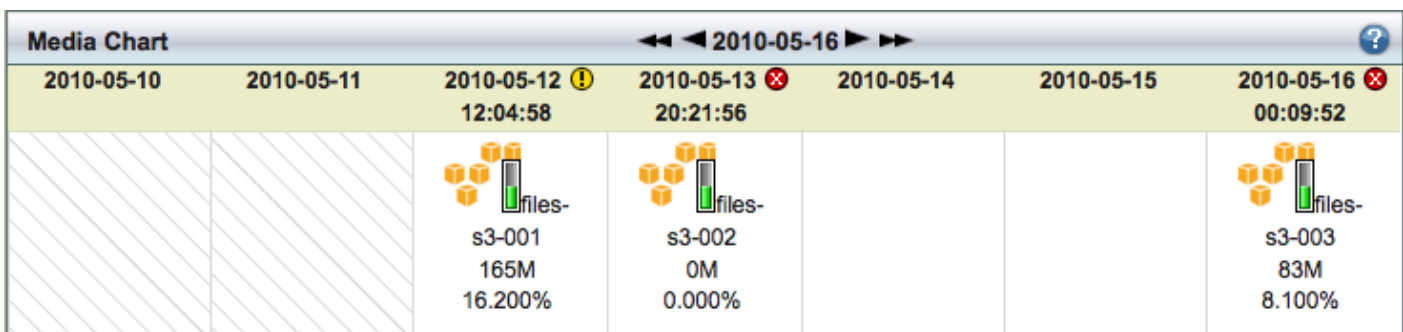 Media Chart 2010-05-16 ?
2010-05-10 2010-05-11 2010-05-12 2010-05-13 2010-05-14 2010-05-15 2010-05-16
12:04:58 20:21:56 00:09:52
files- files- files-
s3-001 s3-002 s3-003
165M 0M 83M
16.200% 0.000% 8.100%